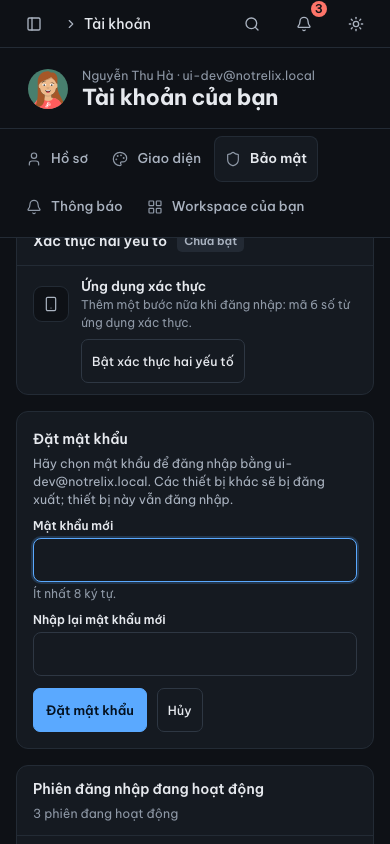 Tài khoản
3
Nguyễn Thu Hà · ui-dev@notrelix.local
Tài khoản của bạn
Hồ sơ
Giao diện
Bảo mật
Thông báo
Workspace của bạn
Xác thực hai yếu tố
Chưa bật
Ứng dụng xác thực
Thêm một bước nữa khi đăng nhập: mã 6 số từ
ứng dụng xác thực.
Bật xác thực hai yếu tố
Đặt mật khẩu
Hãy chọn mật khẩu để đăng nhập bằng ui-
dev@notrelix.local. Các thiết bị khác sẽ bị đăng
xuất; thiết bị này vẫn đăng nhập.
Mật khẩu mới
Ít nhất 8 ký tự.
Nhập lại mật khẩu mới
Đặt mật khẩu
Hủy
Phiên đăng nhập đang hoạt động
3 phiên đang hoạt động